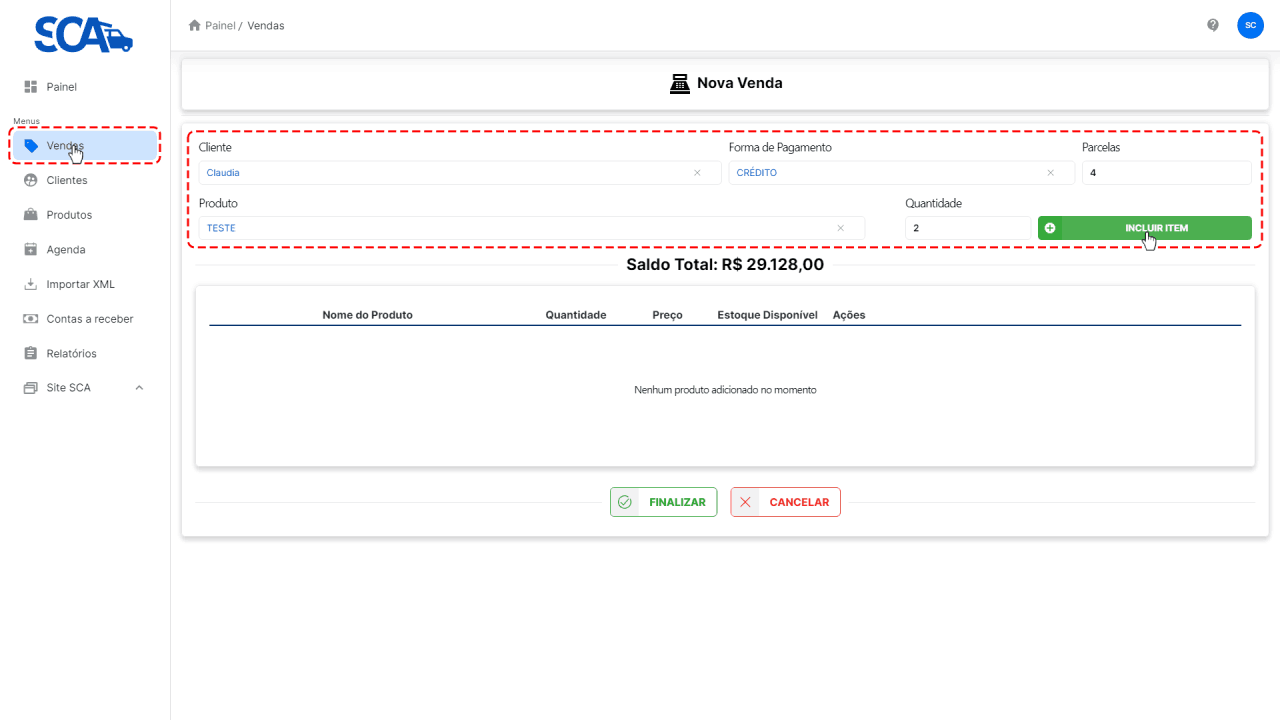 SCA
Painel / Vendas
SC
Painel
Menus
Vendas
Clientes
Produtos
Agenda
Importar XML
Contas a receber
Relatórios
Site SCA
Nova Venda
Cliente
Forma de Pagamento
Parcelas
Claudia
CRÉDITO
4
Produto
Quantidade
TESTE
2
INCLUIR ITEM
Saldo Total: R$ 29.128,00
Nome do Produto Quantidade Preço Estoque Disponível Ações
Nenhum produto adicionado no momento
FINALIZAR
CANCELAR